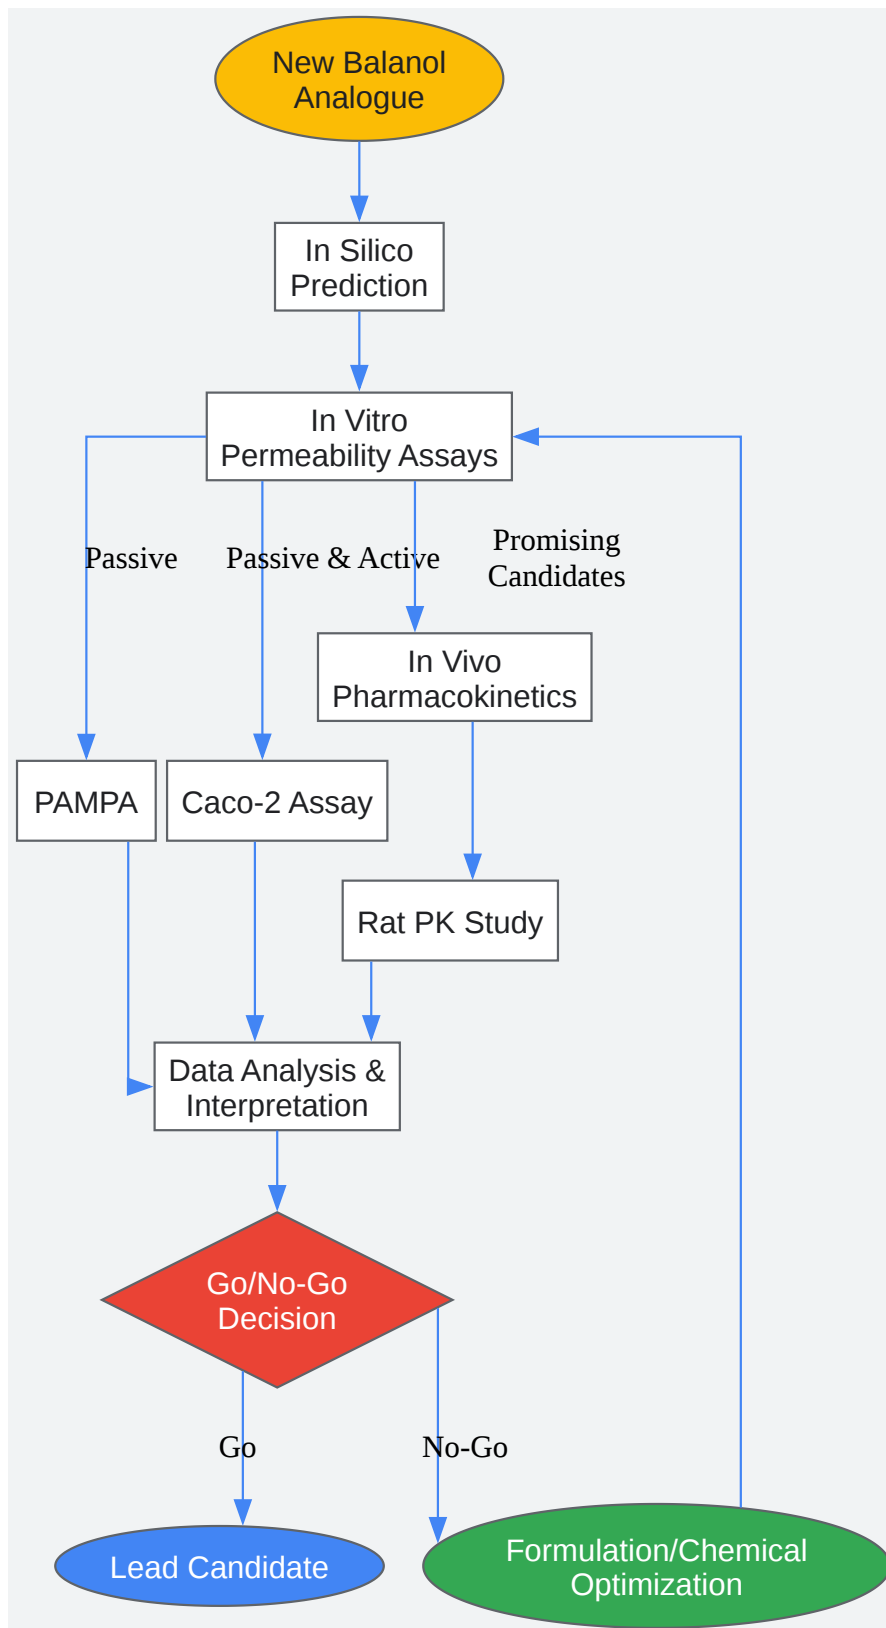 New Balanol
Analogue
In Silico
Prediction
In Vitro
Permeability Assays
Passive
Passive & Active
Promising
Candidates
In Vivo
Pharmacokinetics
PAMPA
Caco-2 Assay
Rat PK Study
Data Analysis &
Interpretation
Go/No-Go
Decision
Go
No-Go
Lead Candidate
Formulation/Chemical
Optimization